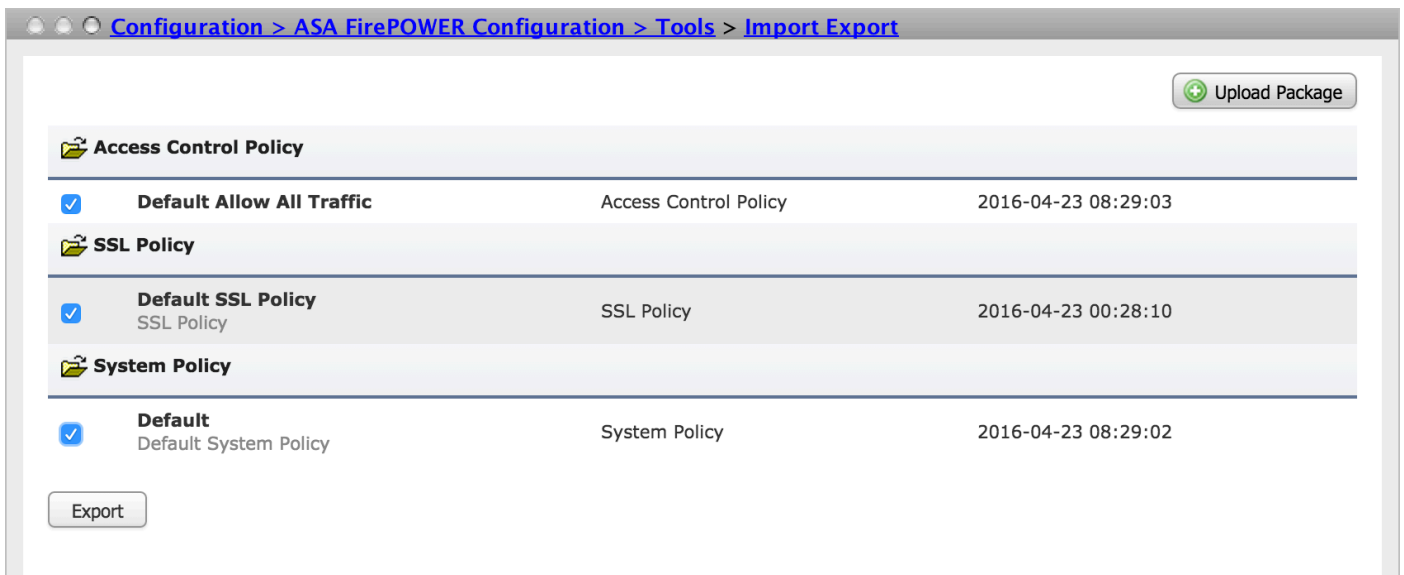 Configuration > ASA FirePOWER Configuration > Tools > Import Export
Upload Package
Access Control Policy
Default Allow All Traffic Access Control Policy 2016-04-23 08:29:03
SSL Policy
Default SSL Policy
SSL Policy SSL Policy 2016-04-23 00:28:10
System Policy
Default
Default System Policy System Policy 2016-04-23 08:29:02
Export